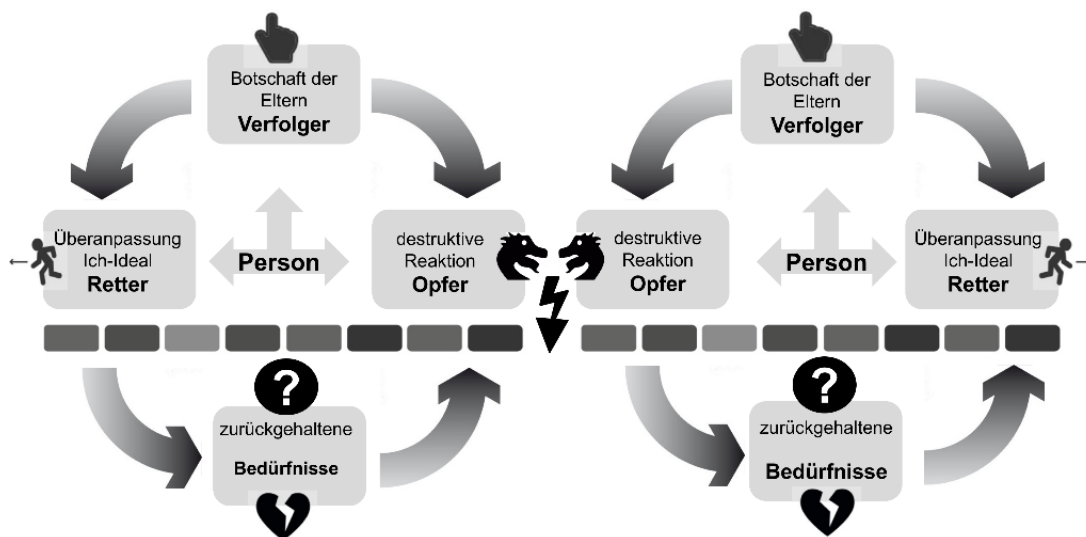 Botschaft der
Eltern
Verfolger
Überanpassung
Ich-Ideal
Retter
Person
destruktive
Reaktion
Opfer
?
zurückgehaltene
Bedürfnisse
Botschaft der
Eltern
Verfolger
destruktive
Reaktion
Opfer
Person
Überanpassung
Ich-Ideal
Retter
?
zurückgehaltene
Bedürfnisse